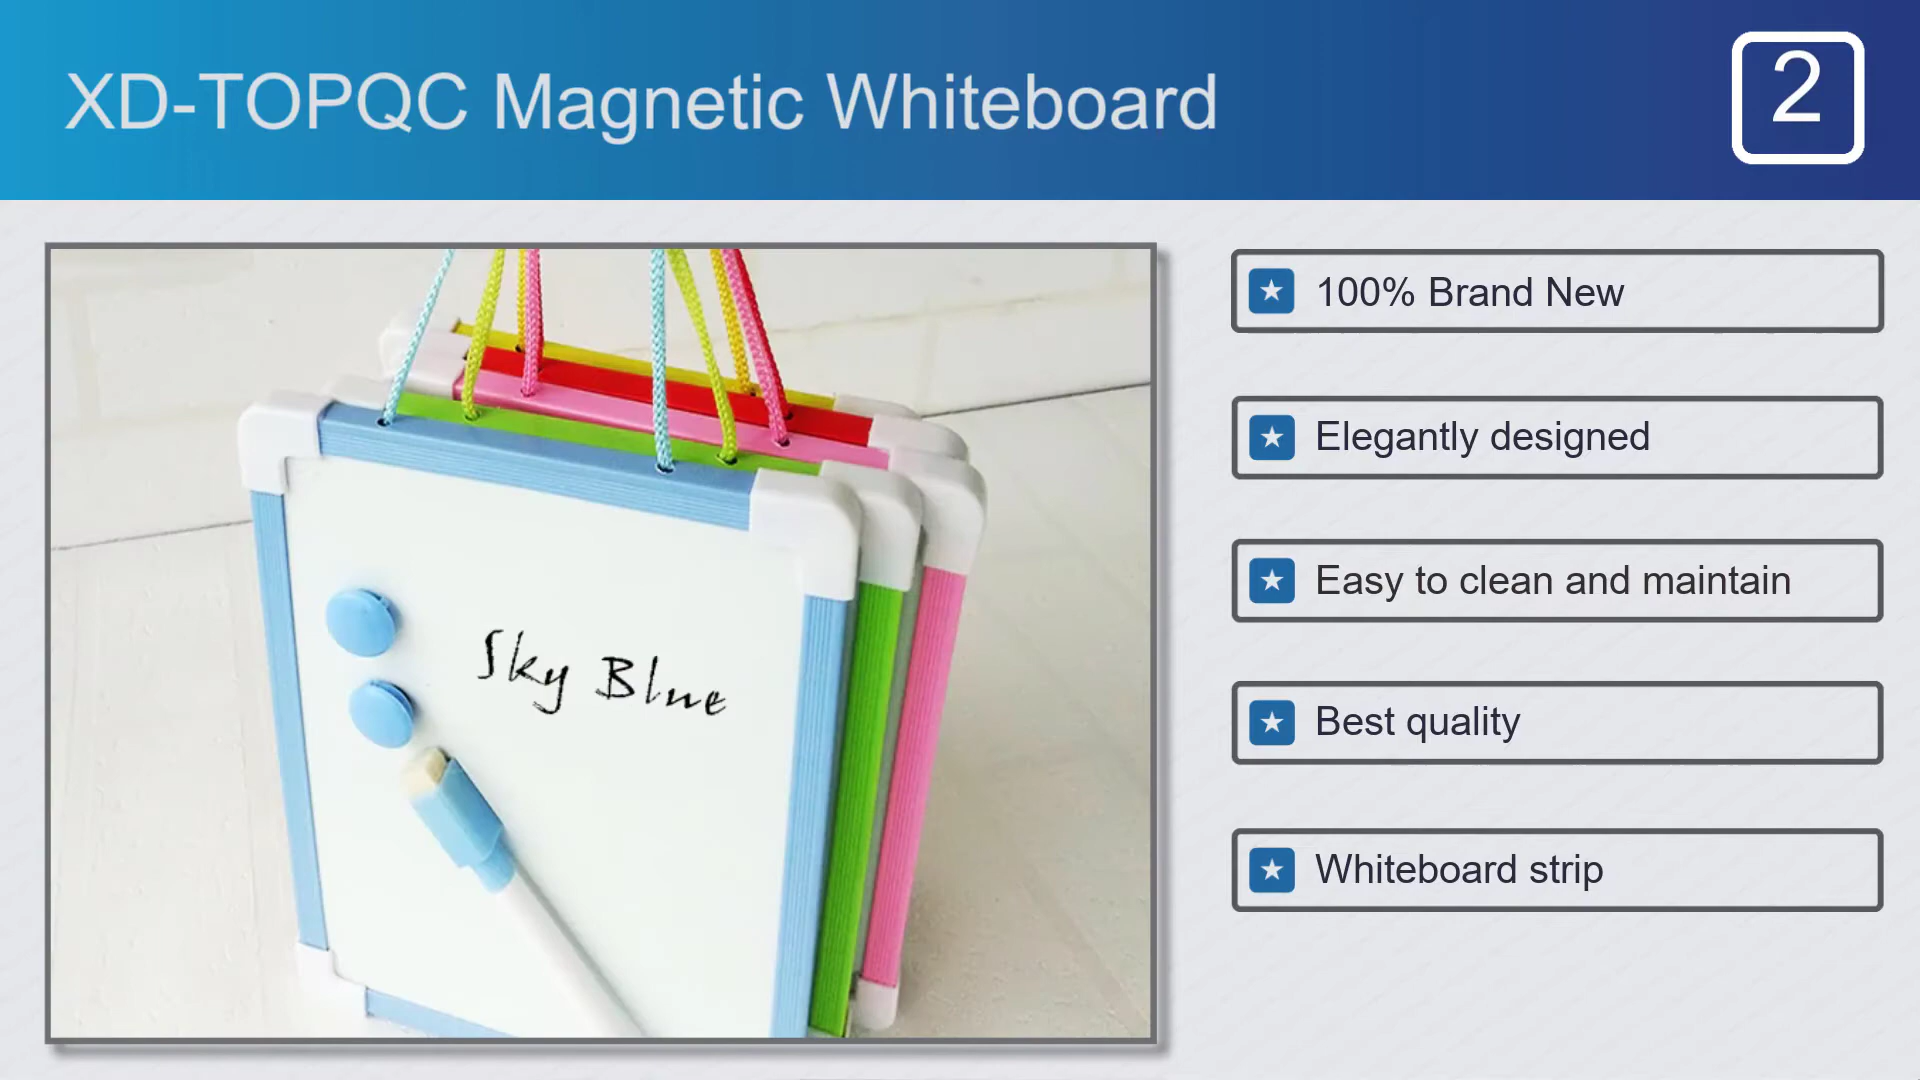 XD-TOPQC Magnetic Whiteboard
2
Sky Blue
100% Brand New
Elegantly designed
Easy to clean and maintain
Best quality
Whiteboard strip